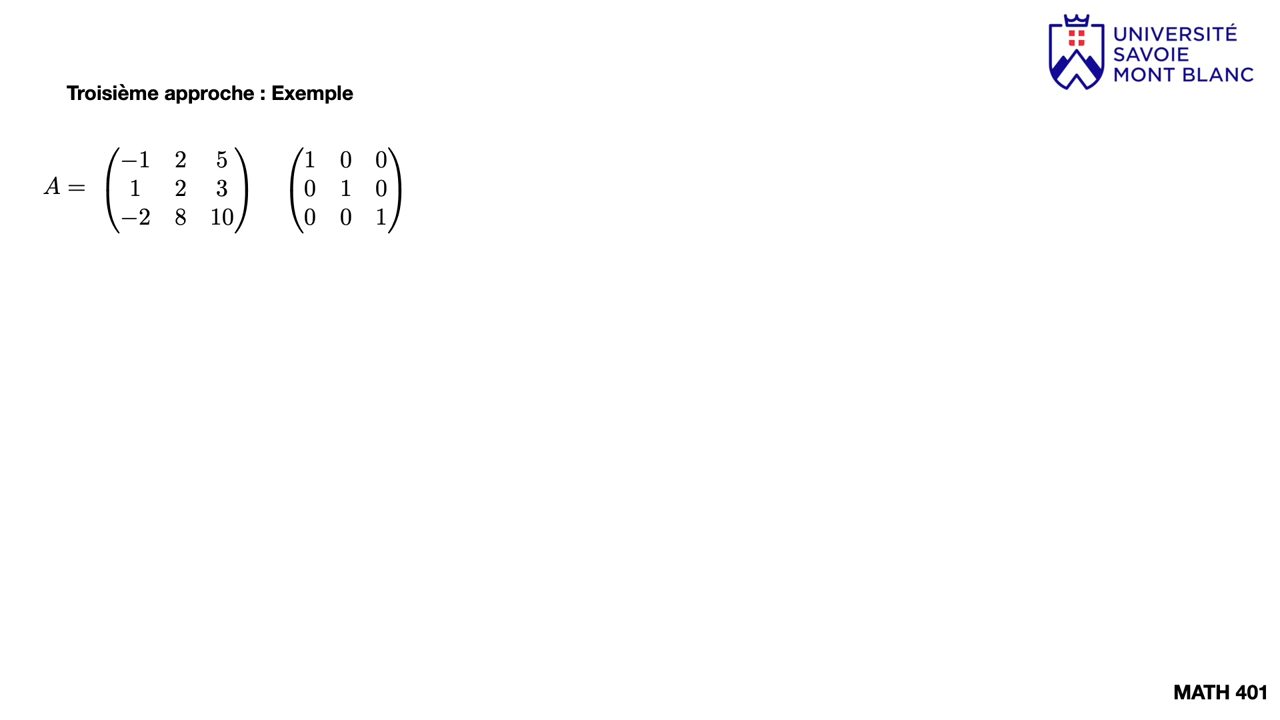 UNIVERSITÉ
SAVOIE
MONT BLANC
Troisième approche : Exemple
−1 2 5 1 0 0
A = 1 2 3 0 1 0
−2 8 10 0 0 1
MATH 401